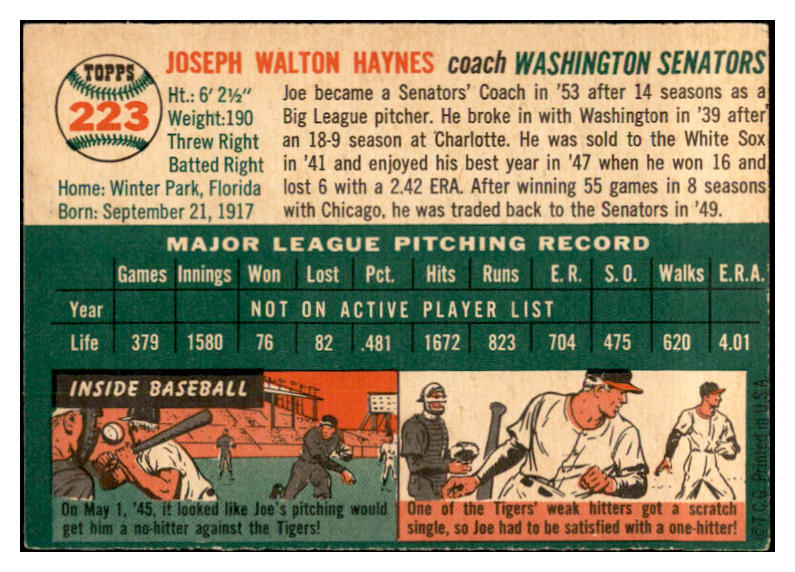 TOPPS
223
JOSEPH WALTON HAYNES coach WASHINGTON SENATORS
Ht.: 6' 2½"
Weight:190
Threw Right
Batted Right
Home: Winter Park, Florida
Born: September 21, 1917
Joe became a Senators' Coach in '53 after 14 seasons as a
Big League pitcher. He broke in with Washington in '39 after
an 18-9 season at Charlotte. He was sold to the White Sox
in '41 and enjoyed his best year in '47 when he won 16 and
lost 6 with a 2.42 ERA. After winning 55 games in 8 seasons
with Chicago, he was traded back to the Senators in '49.
MAJOR LEAGUE PITCHING RECORD
Games Innings Won Lost Pct. Hits Runs E.R. S.O. Walks E.R.A.
Year NOT ON ACTIVE PLAYER LIST
Life 379 1580 76 82 .481 1672 823 704 475 620 4.01
INSIDE BASEBALL
On May 1, '45, it looked like Joe's pitching would
get him a no-hitter against the Tigers!
One of the Tigers' weak hitters got a scratch
single, so Joe had to be satisfied with a one-hitter!
© T.C.G. Printed in U.S.A.